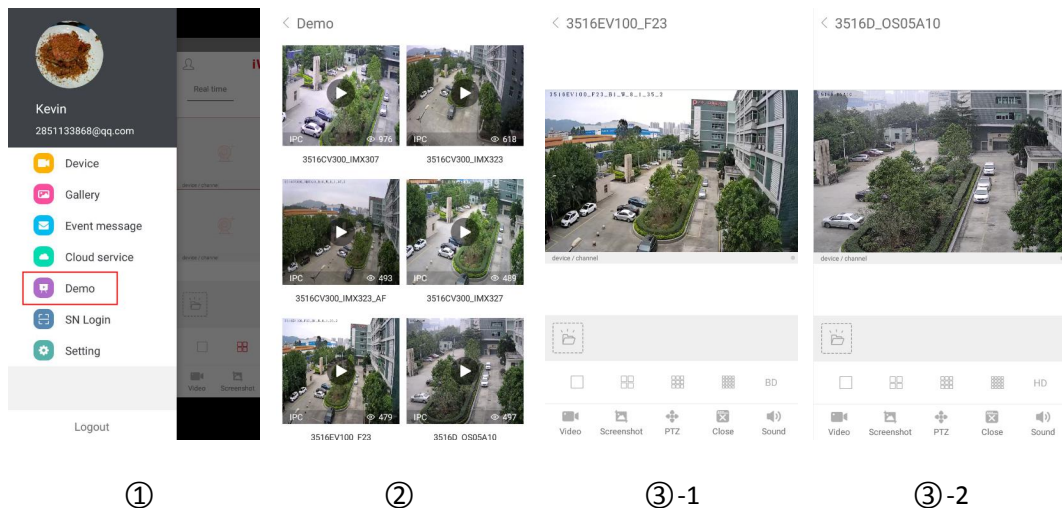 Kevin
2851133868@qq.com
Device
Gallery
Event message
Cloud service
Demo
SN Login
Setting
Logout
Real time
device / channel
device / channel
Video
Screenshot
①
Demo
IPC 976
IPC 618
3516CV300_IMX307
3516CV300_IMX323
IPC 493
IPC 489
3516CV300_IMX323_AF
3516CV300_IMX327
IPC 479
IPC 497
3516EV100_F23
3516D_OS05A10
②
3516EV100_F23
3516EV100_F23_B1_W_8_1_35_2
device / channel
BD
Video
Screenshot
PTZ
Close
Sound
③-1
3516D_OS05A10
device / channel
HD
Video
Screenshot
PTZ
Close
Sound
③-2